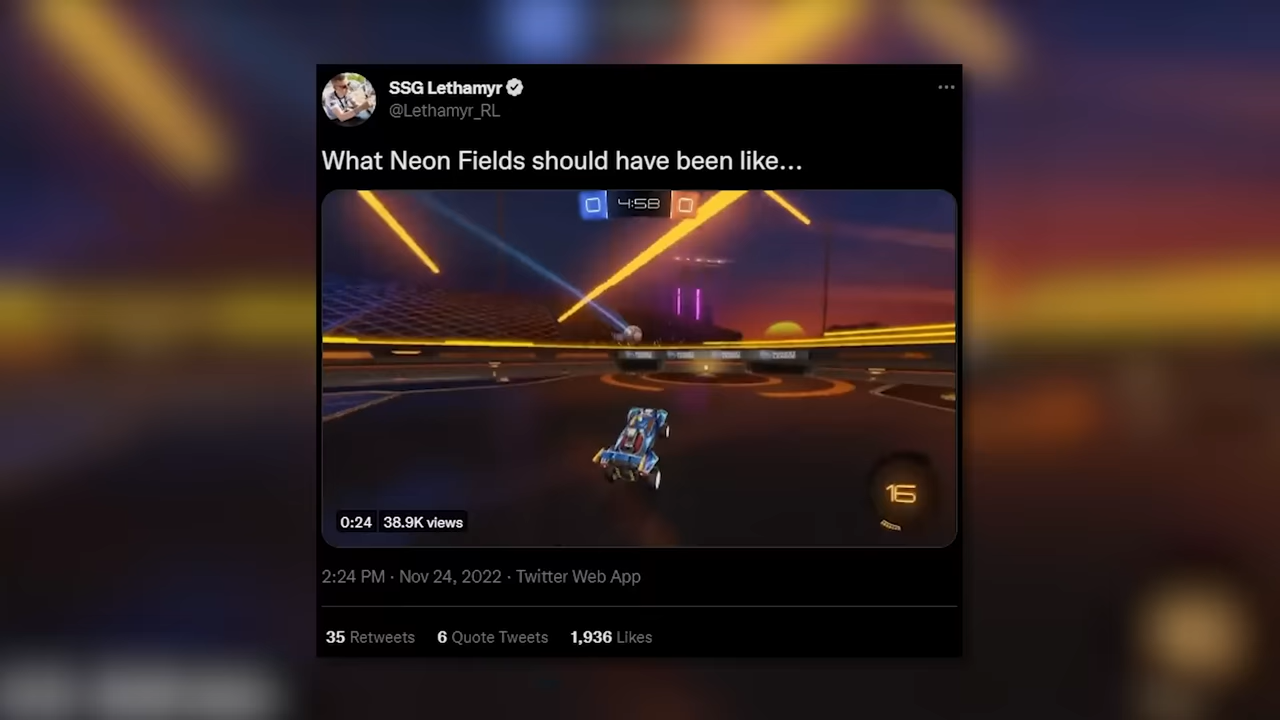 SSG Lethamyr
@Lethamyr_RL
What Neon Fields should have been like...
4:58
16
0:24 38.9K views
2:24 PM · Nov 24, 2022 · Twitter Web App
35 Retweets 6 Quote Tweets 1,936 Likes